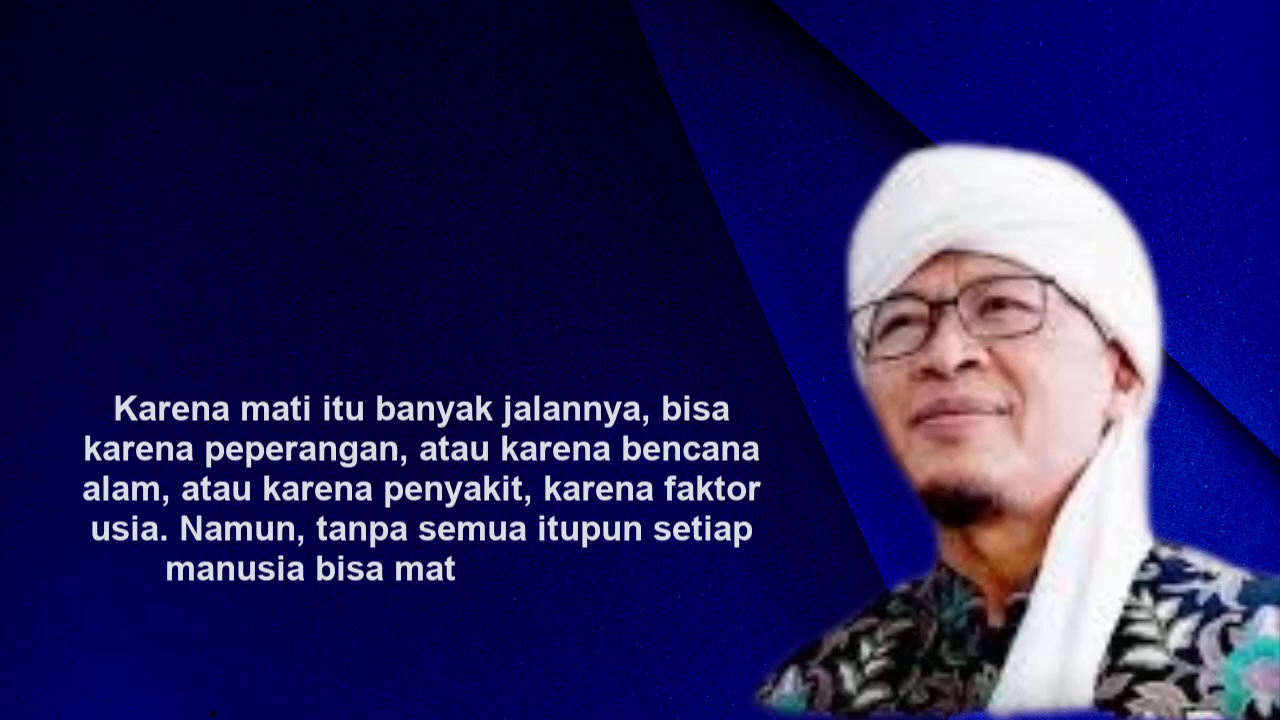 Karena mati itu banyak jalannya, bisa
karena peperangan, atau karena bencana
alam, atau karena penyakit, karena faktor
usia. Namun, tanpa semua itupun setiap
manusia bisa mat